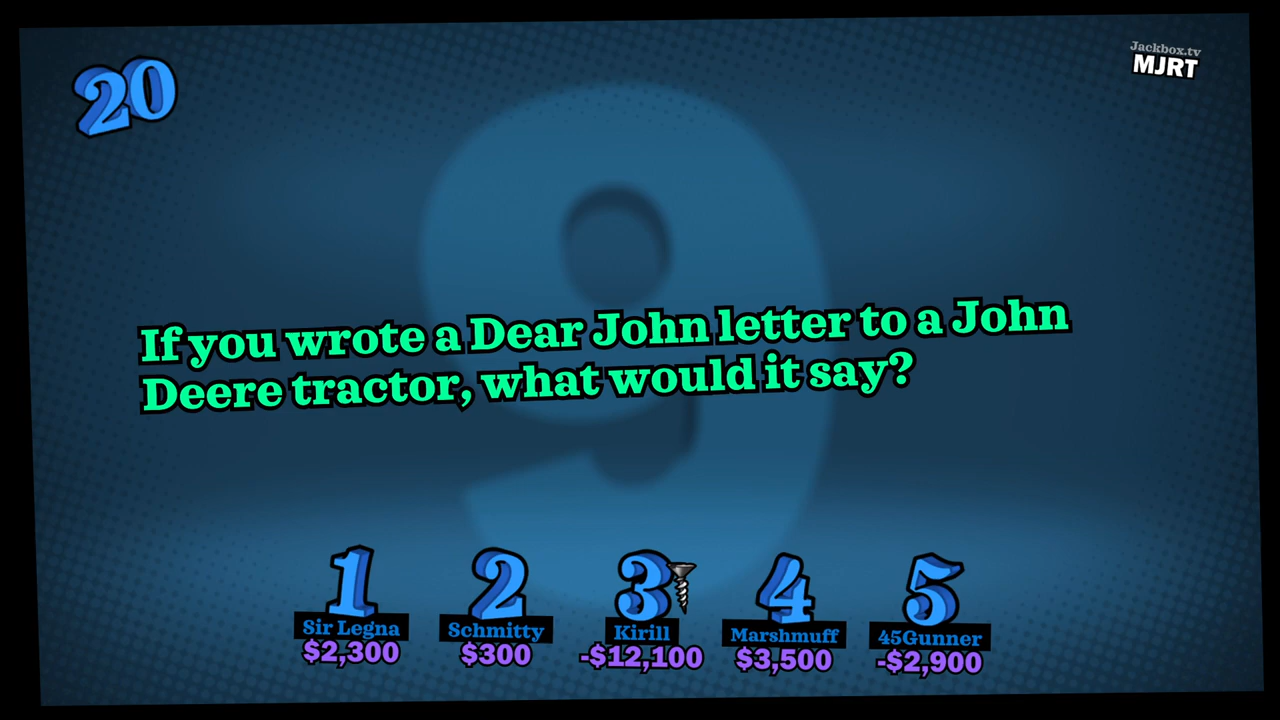 20
Jackbox.tv
MJRT
9
If you wrote a Dear John letter to a John
Deere tractor, what would it say?
1 2 3 4 5
Sir Legna Schmitty Kirill Marshmuff 45Gunner
$2,300 $300 -$12,100 $3,500 -$2,900